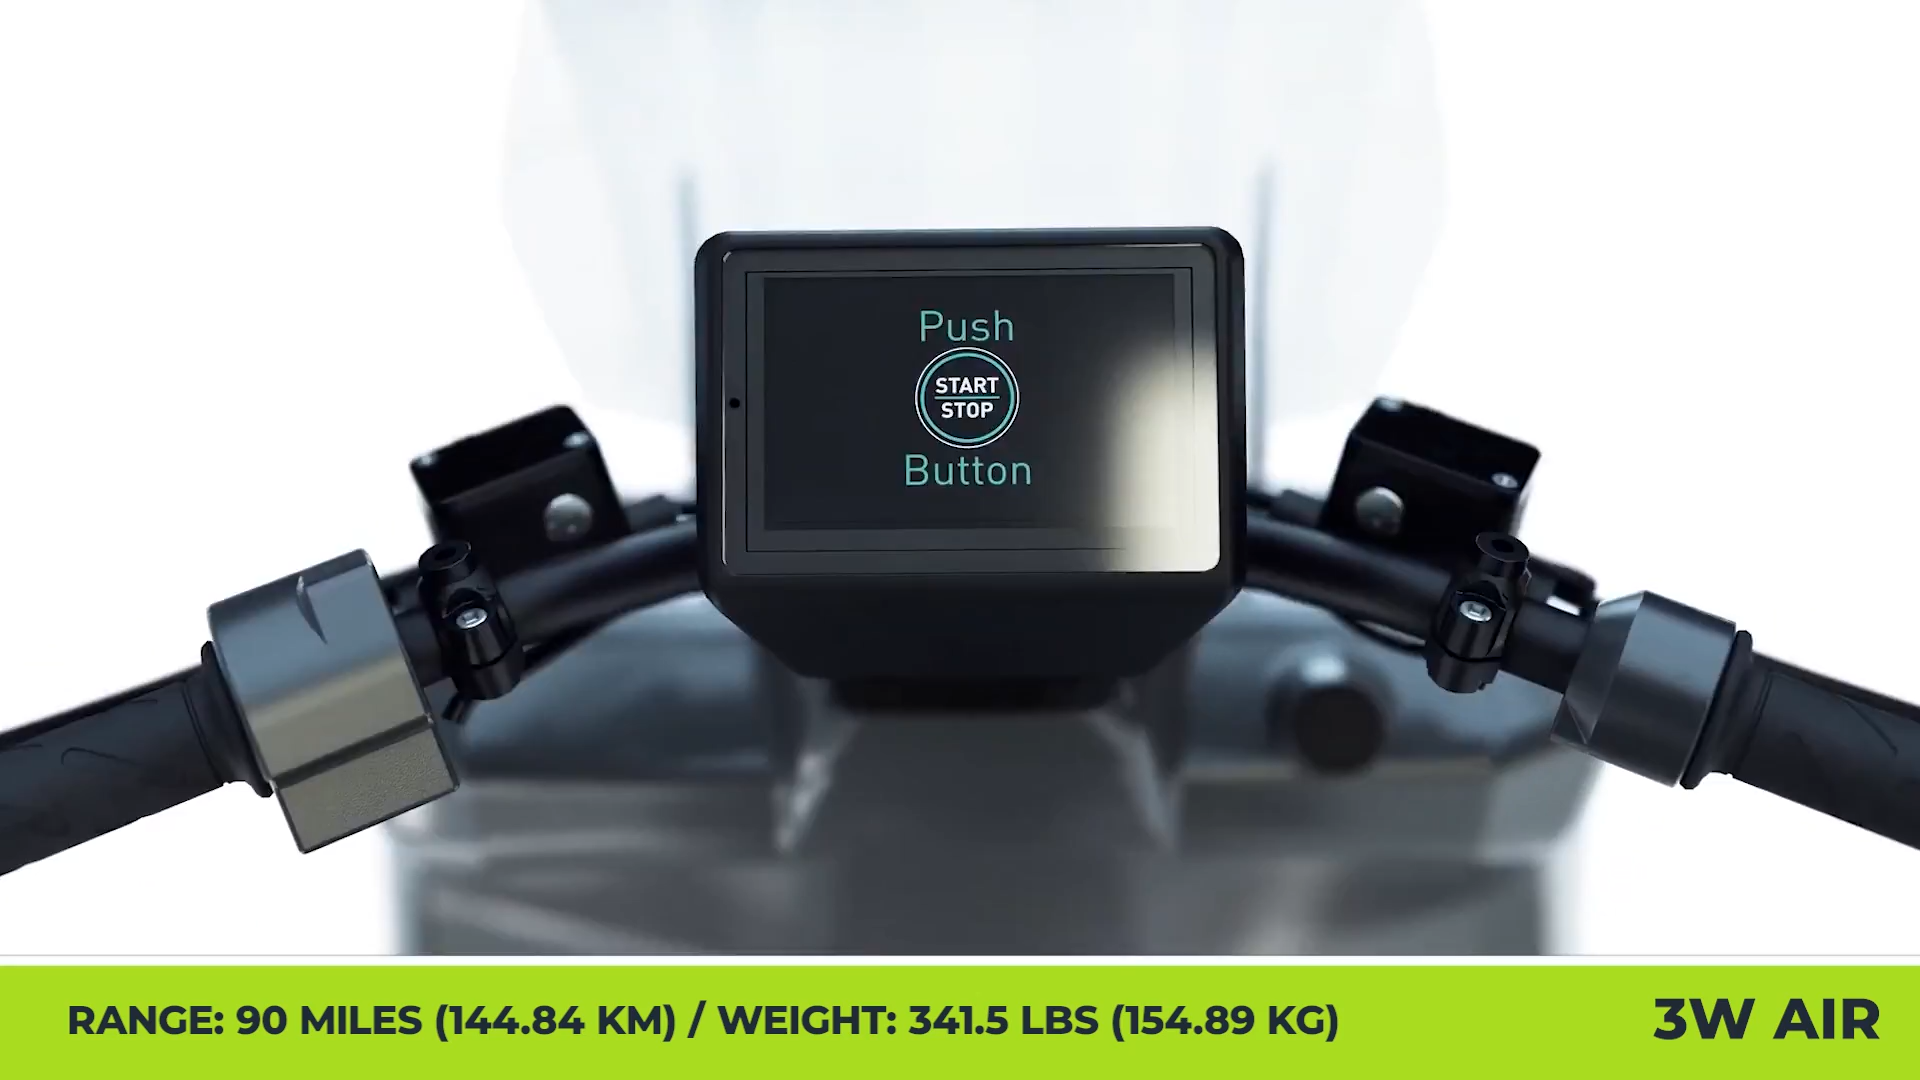 Push
START
STOP
Button
RANGE: 90 MILES (144.84 KM) / WEIGHT: 341.5 LBS (154.89 KG)
3W AIR